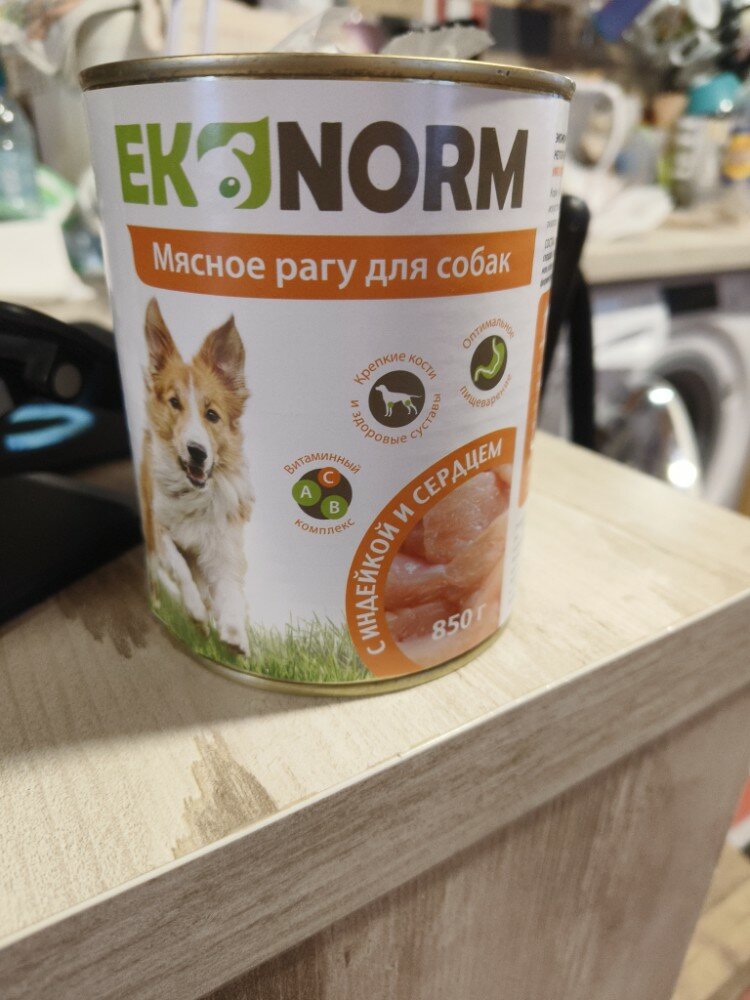 EKONORM
Мясное рагу для собак
Оптимальное
пищеварение
Крепкие кости
и здоровые суставы
Витаминный
A C B
комплекс
С ИНДЕЙКОЙ И СЕРДЦЕМ
850 г